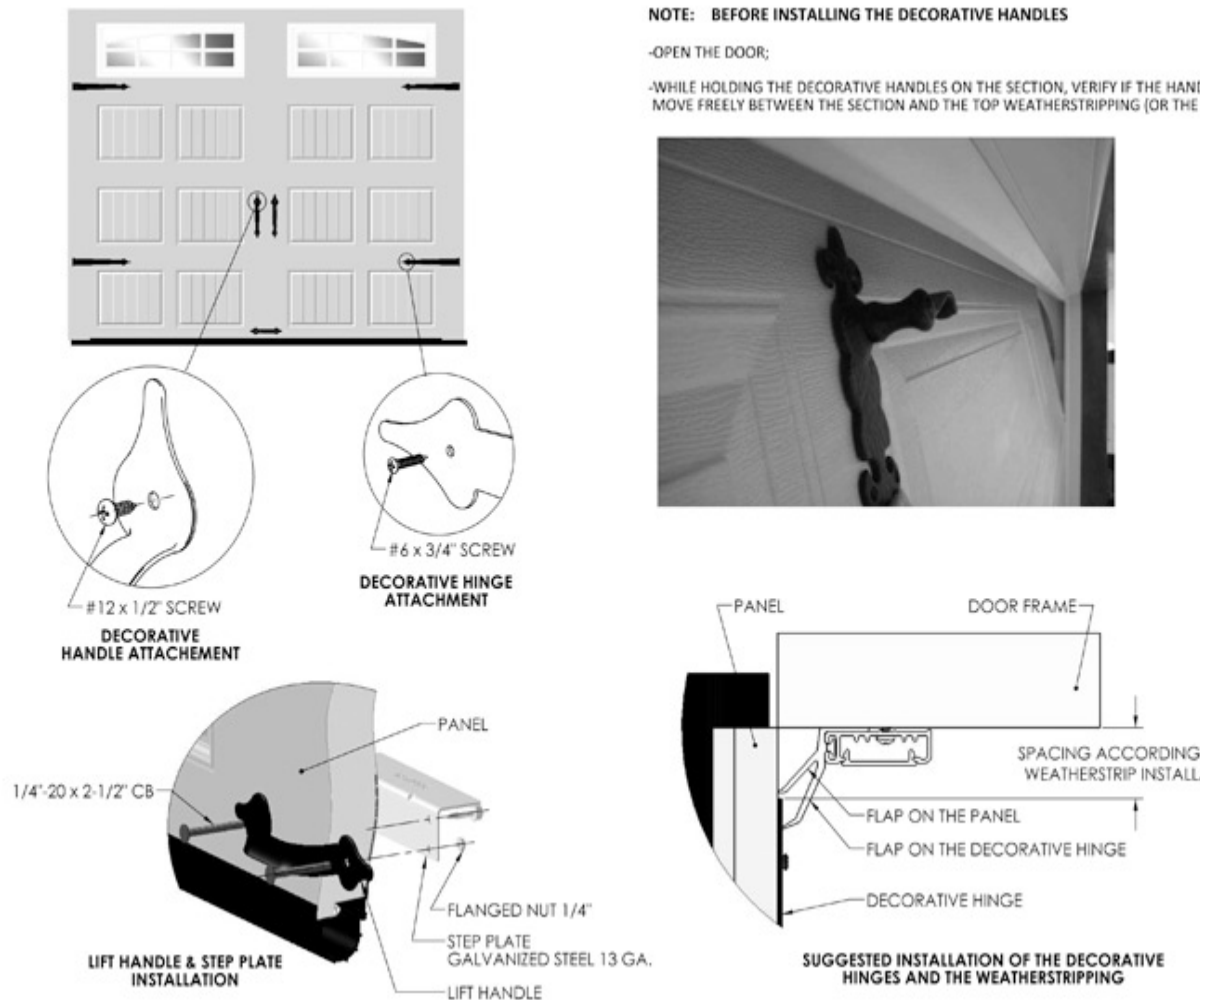 NOTE: BEFORE INSTALLING THE DECORATIVE HANDLES
-OPEN THE DOOR;
-WHILE HOLDING THE DECORATIVE HANDLES ON THE SECTION, VERIFY IF THE
MOVE FREELY BETWEEN THE SECTION AND THE TOP WEATHERSTRIPPING (OR THE
#6 x 3/4" SCREW
DECORATIVE HINGE
ATTACHMENT
#12 x 1/2" SCREW
DECORATIVE
HANDLE ATTACHEMENT
PANEL
1/4"-20 x 2-1/2" CB
FLANGED NUT 1/4"
STEP PLATE
GALVANIZED STEEL 13 GA.
LIFT HANDLE
LIFT HANDLE & STEP PLATE
INSTALLATION
PANEL
DOOR FRAME
SPACING ACCORDING
WEATHERSTRIP INSTALL
FLAP ON THE PANEL
FLAP ON THE DECORATIVE HINGE
DECORATIVE HINGE
SUGGESTED INSTALLATION OF THE DECORATIVE
HINGES AND THE WEATHERSTRIPPING